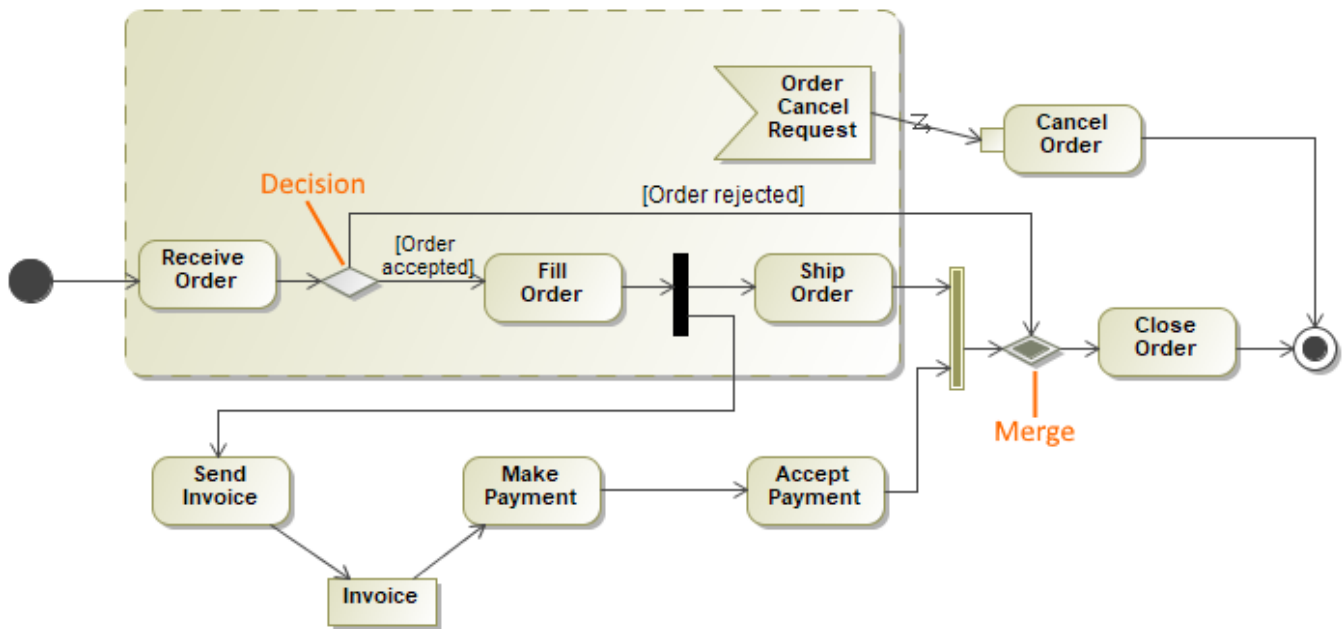 Order
Cancel
Request
Cancel
Order
Decision
[Order rejected]
Receive
Order
[Order
accepted]
Fill
Order
Ship
Order
Close
Order
Merge
Send
Invoice
Make
Payment
Accept
Payment
Invoice